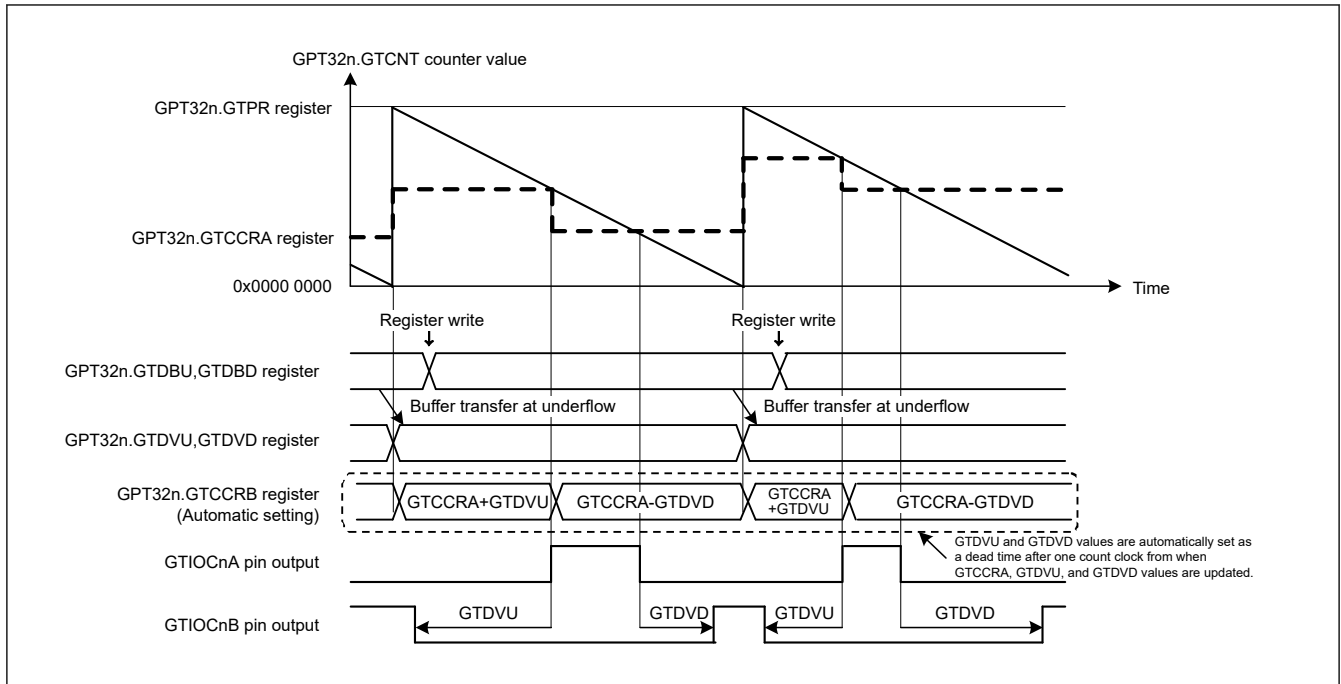 GPT32n.GTCNT counter value
GPT32n.GTPR register
GPT32n.GTCCRA register
0x0000 0000
Time
Register write
Register write
GPT32n.GTDBU,GTDBD register
Buffer transfer at underflow
Buffer transfer at underflow
GPT32n.GTDVU,GTDVD register
GPT32n.GTCCRB register
(Automatic setting)
GTCCRA+GTDVU
GTCCRA-GTDVD
GTCCRA
+GTDVU
GTCCRA-GTDVD
GTDVU and GTDVD values are automatically set as
a dead time after one count clock from when
GTCCRA, GTDVU, and GTDVD values are updated.
GTIOCnA pin output
GTIOCnB pin output
GTDVU
GTDVD
GTDVU
GTDVD